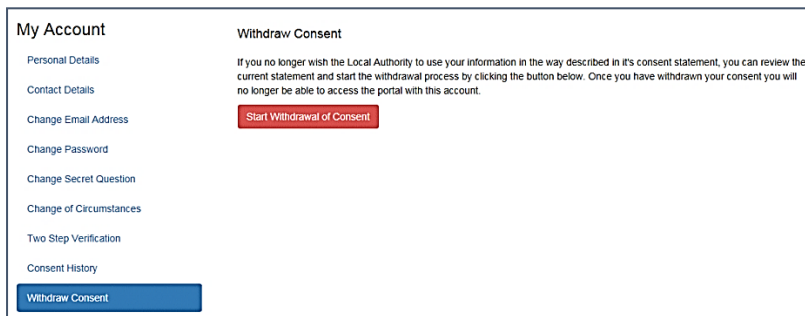 My Account
Personal Details
Contact Details
Change Email Address
Change Password
Change Secret Question
Change of Circumstances
Two Step Verification
Consent History
Withdraw Consent
Withdraw Consent
If you no longer wish the Local Authority to use your information in the way described in it's consent statement, you can review the
current statement and start the withdrawal process by clicking the button below. Once you have withdrawn your consent you will
no longer be able to access the portal with this account.
Start Withdrawal of Consent